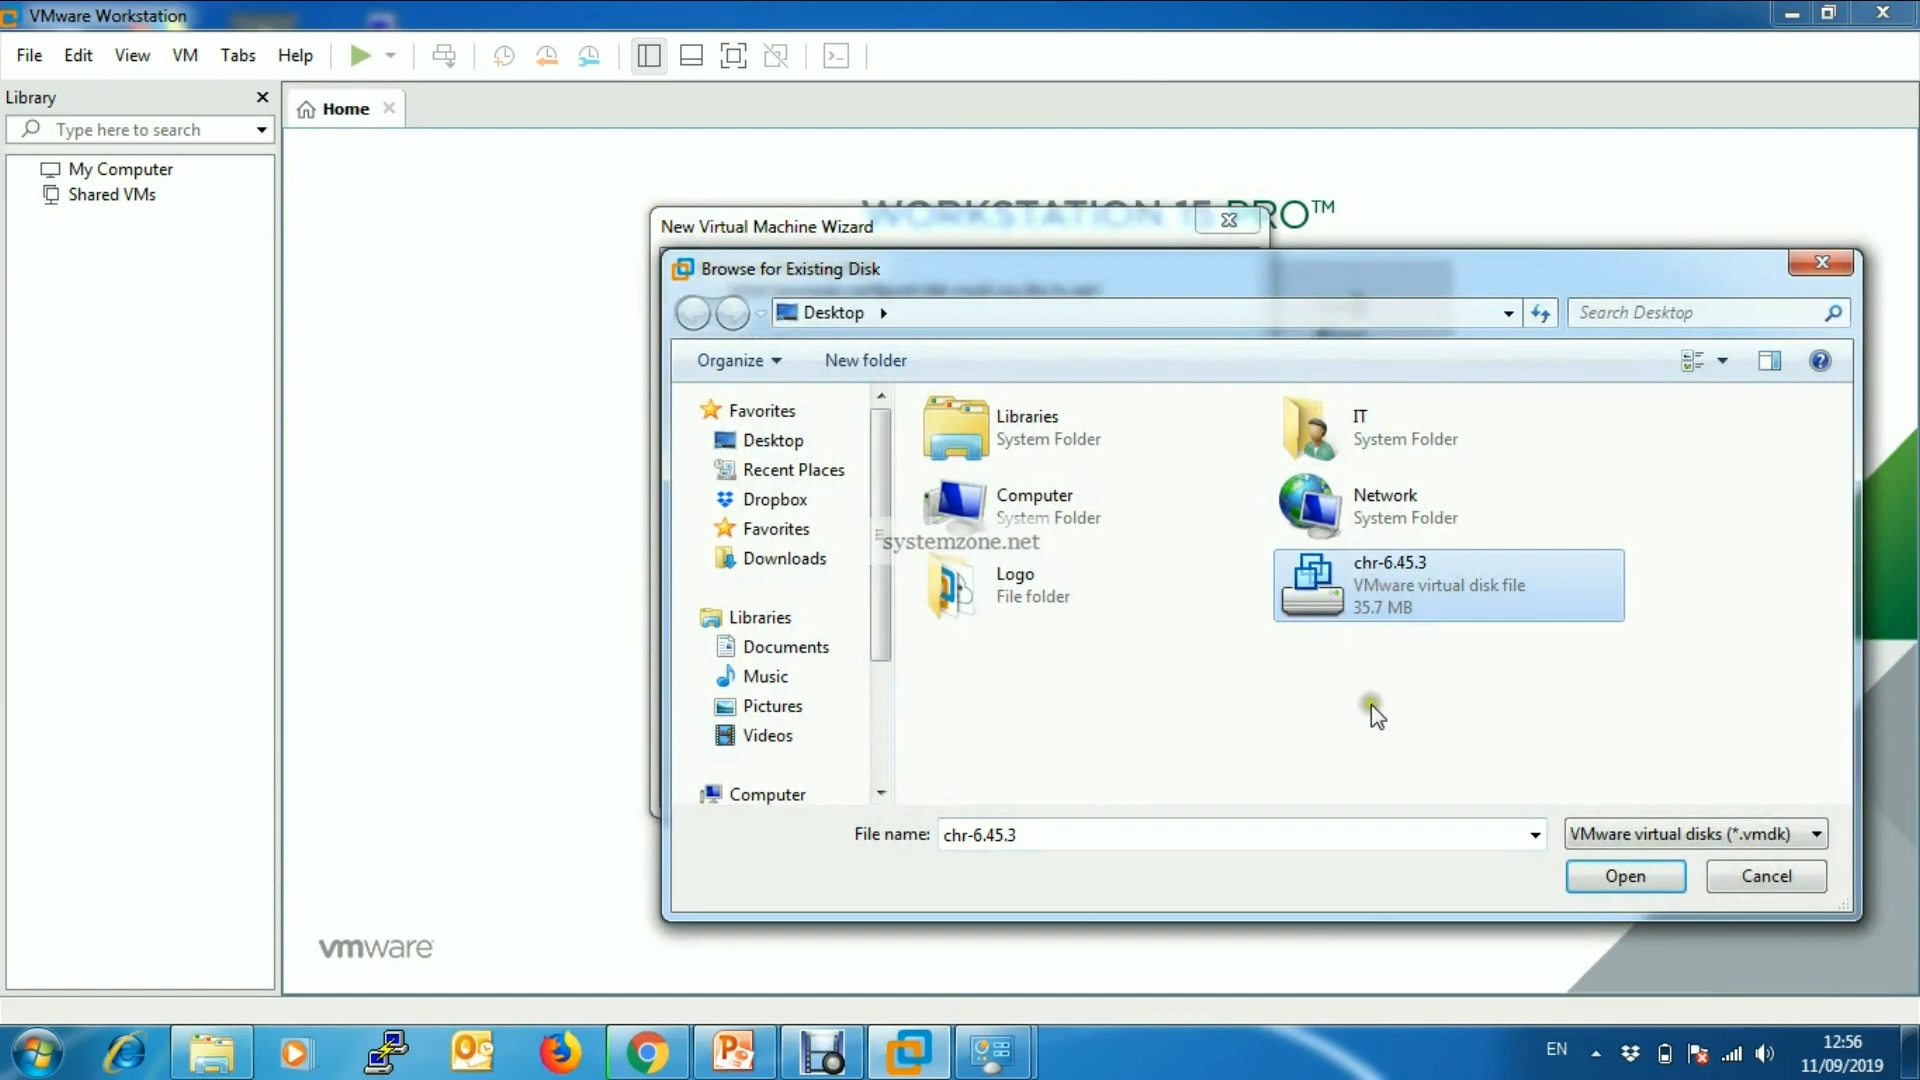 VMware Workstation
File Edit View VM Tabs Help
Library
Home
Type here to search
My Computer
Shared VMs
WORKSTATION 15 PRO™
New Virtual Machine Wizard
Browse for Existing Disk
Desktop
Search Desktop
Organize
New folder
Favorites
Desktop
Recent Places
Dropbox
Favorites
Downloads
Libraries
Documents
Music
Pictures
Videos
Computer
Libraries
System Folder
IT
System Folder
Computer
System Folder
Network
System Folder
systemzone.net
Logo
File folder
chr-6.45.3
VMware virtual disk file
35.7 MB
File name: chr-6.45.3
VMware virtual disks (*.vmdk)
Open
Cancel
vmware
EN
12:56
11/09/2019